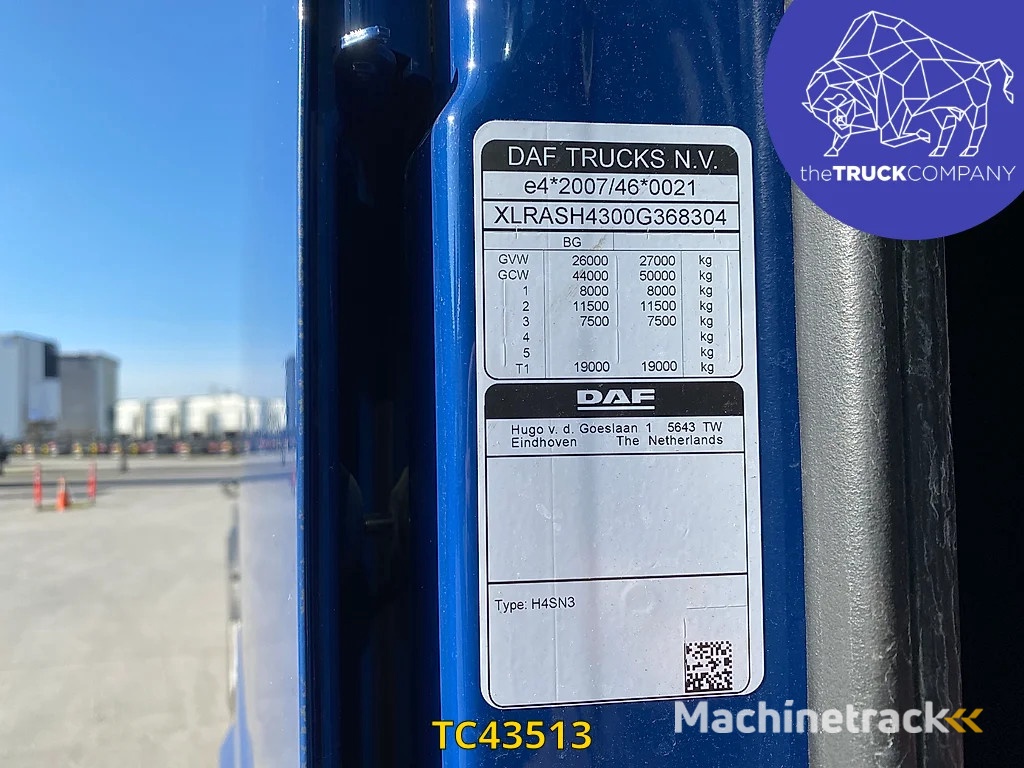 theTRUCKCOMPANY
DAF TRUCKS N.V.
e4*2007/46*0021
XLRASH4300G368304
BG
GVW 26000 27000 kg
GCW 44000 50000 kg
1 8000 8000 kg
2 11500 11500 kg
3 7500 7500 kg
4 kg
5 kg
T1 19000 19000 kg
DAF
Hugo v. d. Goeslaan 1 5643 TW
Eindhoven The Netherlands
Type: H4SN3
Machinetrack
TC43513